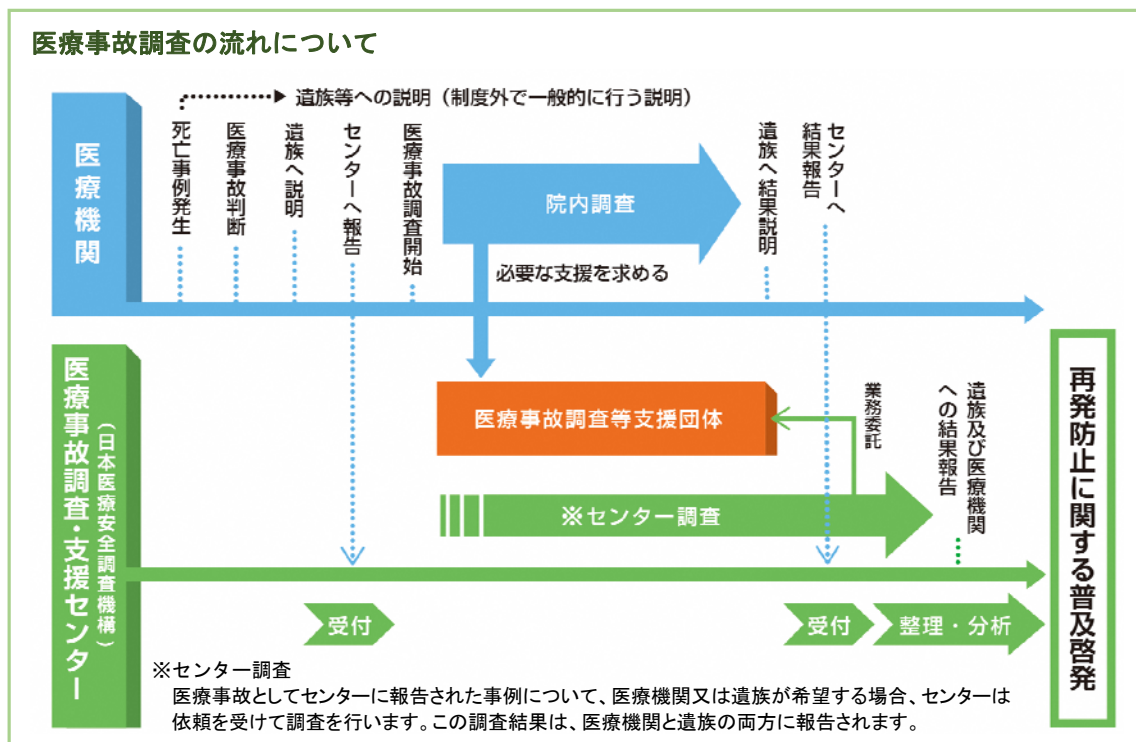 医療事故調査の流れについて
遺族等への説明（制度外で一般的に行う説明）
医療機関
死亡事例発生
医療事故判断
遺族へ説明
センターへ報告
医療事故調査開始
院内調査
遺族へ結果説明
センターへ
結果報告
必要な支援を求める
医療事故調査・支援センター
（日本医療安全調査機構）
医療事故調査等支援団体
業務委託
※センター調査
遺族及び医療機関
への結果報告
受付
受付
整理・分析
再発防止に関する普及啓発
※センター調査
医療事故としてセンターに報告された事例について、医療機関又は遺族が希望する場合、センターは
依頼を受けて調査を行います。この調査結果は、医療機関と遺族の両方に報告されます。